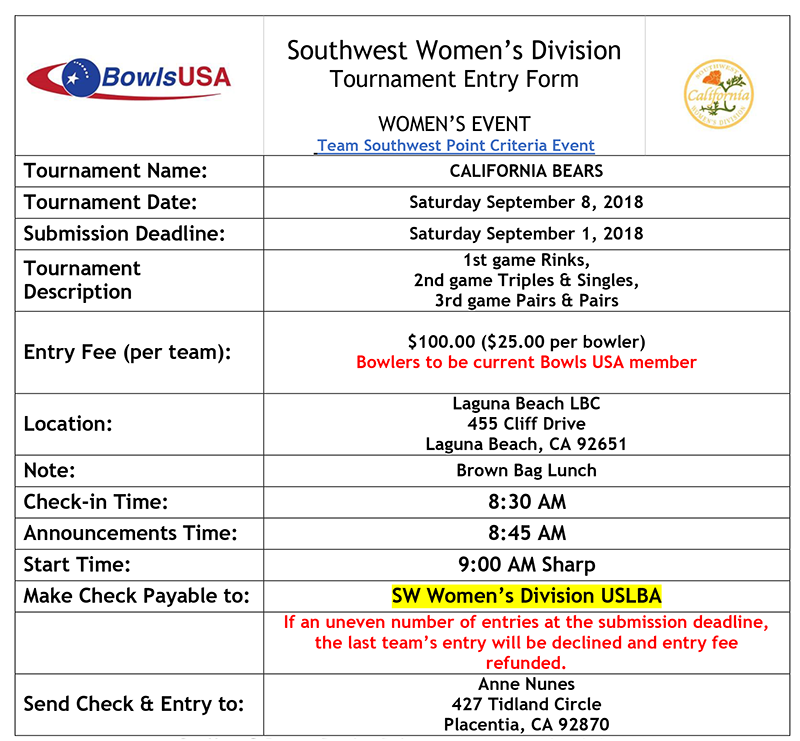 BowlsUSA
Southwest Women's Division
Tournament Entry Form
WOMEN'S EVENT
Team Southwest Point Criteria Event
SOUTHWEST
California
WOMEN'S DIVISION
Tournament Name:
CALIFORNIA BEARS
Tournament Date:
Saturday September 8, 2018
Submission Deadline:
Saturday September 1, 2018
Tournament
Description
1st game Rinks,
2nd game Triples & Singles,
3rd game Pairs & Pairs
Entry Fee (per team):
$100.00 ($25.00 per bowler)
Bowlers to be current Bowls USA member
Location:
Laguna Beach LBC
455 Cliff Drive
Laguna Beach, CA 92651
Note:
Brown Bag Lunch
Check-in Time:
8:30 AM
Announcements Time:
8:45 AM
Start Time:
9:00 AM Sharp
Make Check Payable to:
SW Women's Division USLBA
If an uneven number of entries at the submission deadline,
the last team's entry will be declined and entry fee
refunded.
Send Check & Entry to:
Anne Nunes
427 Tidland Circle
Placentia, CA 92870